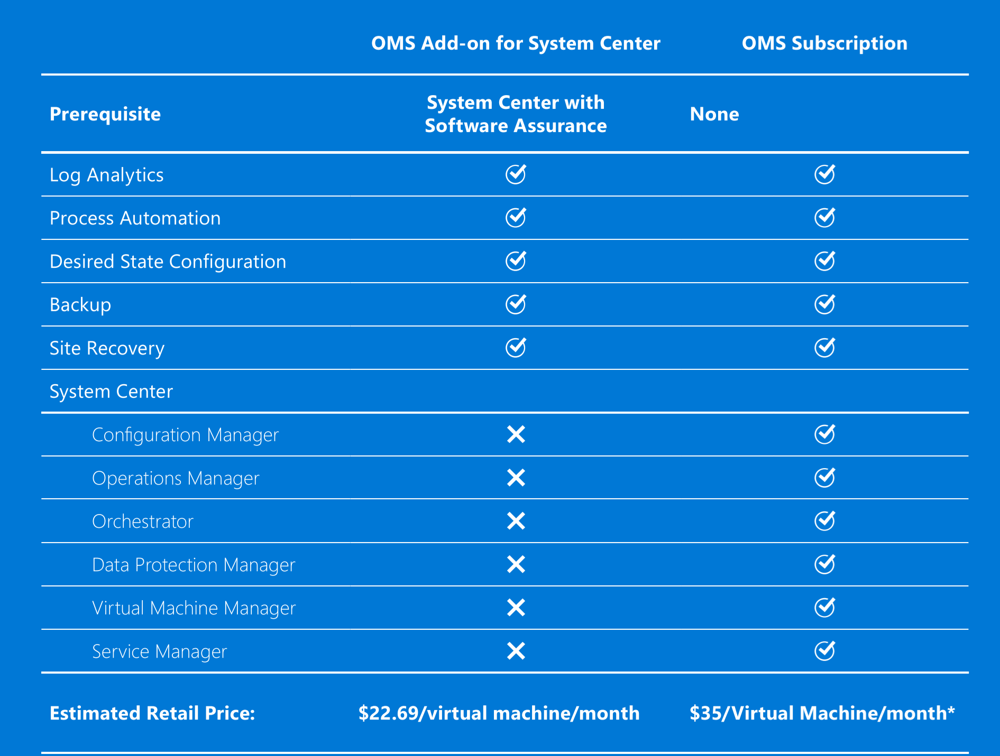 OMS Add-on for System Center OMS Subscription
Prerequisite System Center with Software Assurance None
Log Analytics
Process Automation
Desired State Configuration
Backup
Site Recovery
System Center
Configuration Manager
Operations Manager
Orchestrator
Data Protection Manager
Virtual Machine Manager
Service Manager
Estimated Retail Price: $22.69/virtual machine/month $35/Virtual Machine/month*